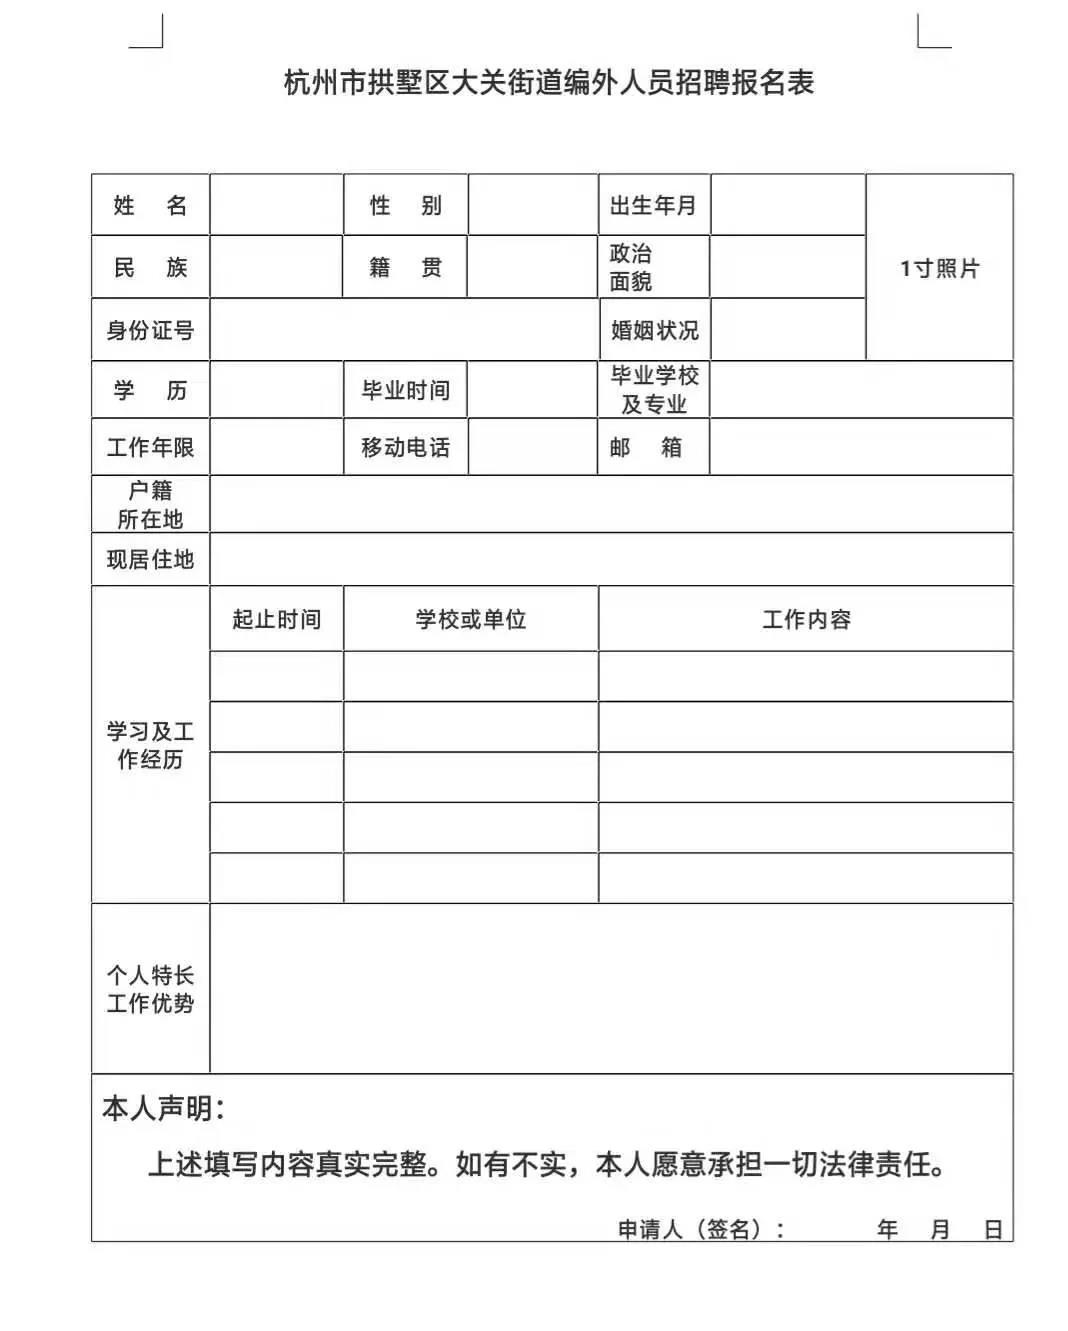 杭州市拱墅区大关街道编外人员招聘报名表
姓 名 性 别 出生年月
1寸照片
民 族 籍 贯 政治
面貌
身份证号 婚姻状况
学 历 毕业时间 毕业学校
及专业
工作年限 移动电话 邮 箱
户籍
所在地
现居住地
学习及工
作经历
起止时间 学校或单位 工作内容
个人特长
工作优势
本人声明：
上述填写内容真实完整。如有不实，本人愿意承担一切法律责任。
申请人（签名）： 年 月 日